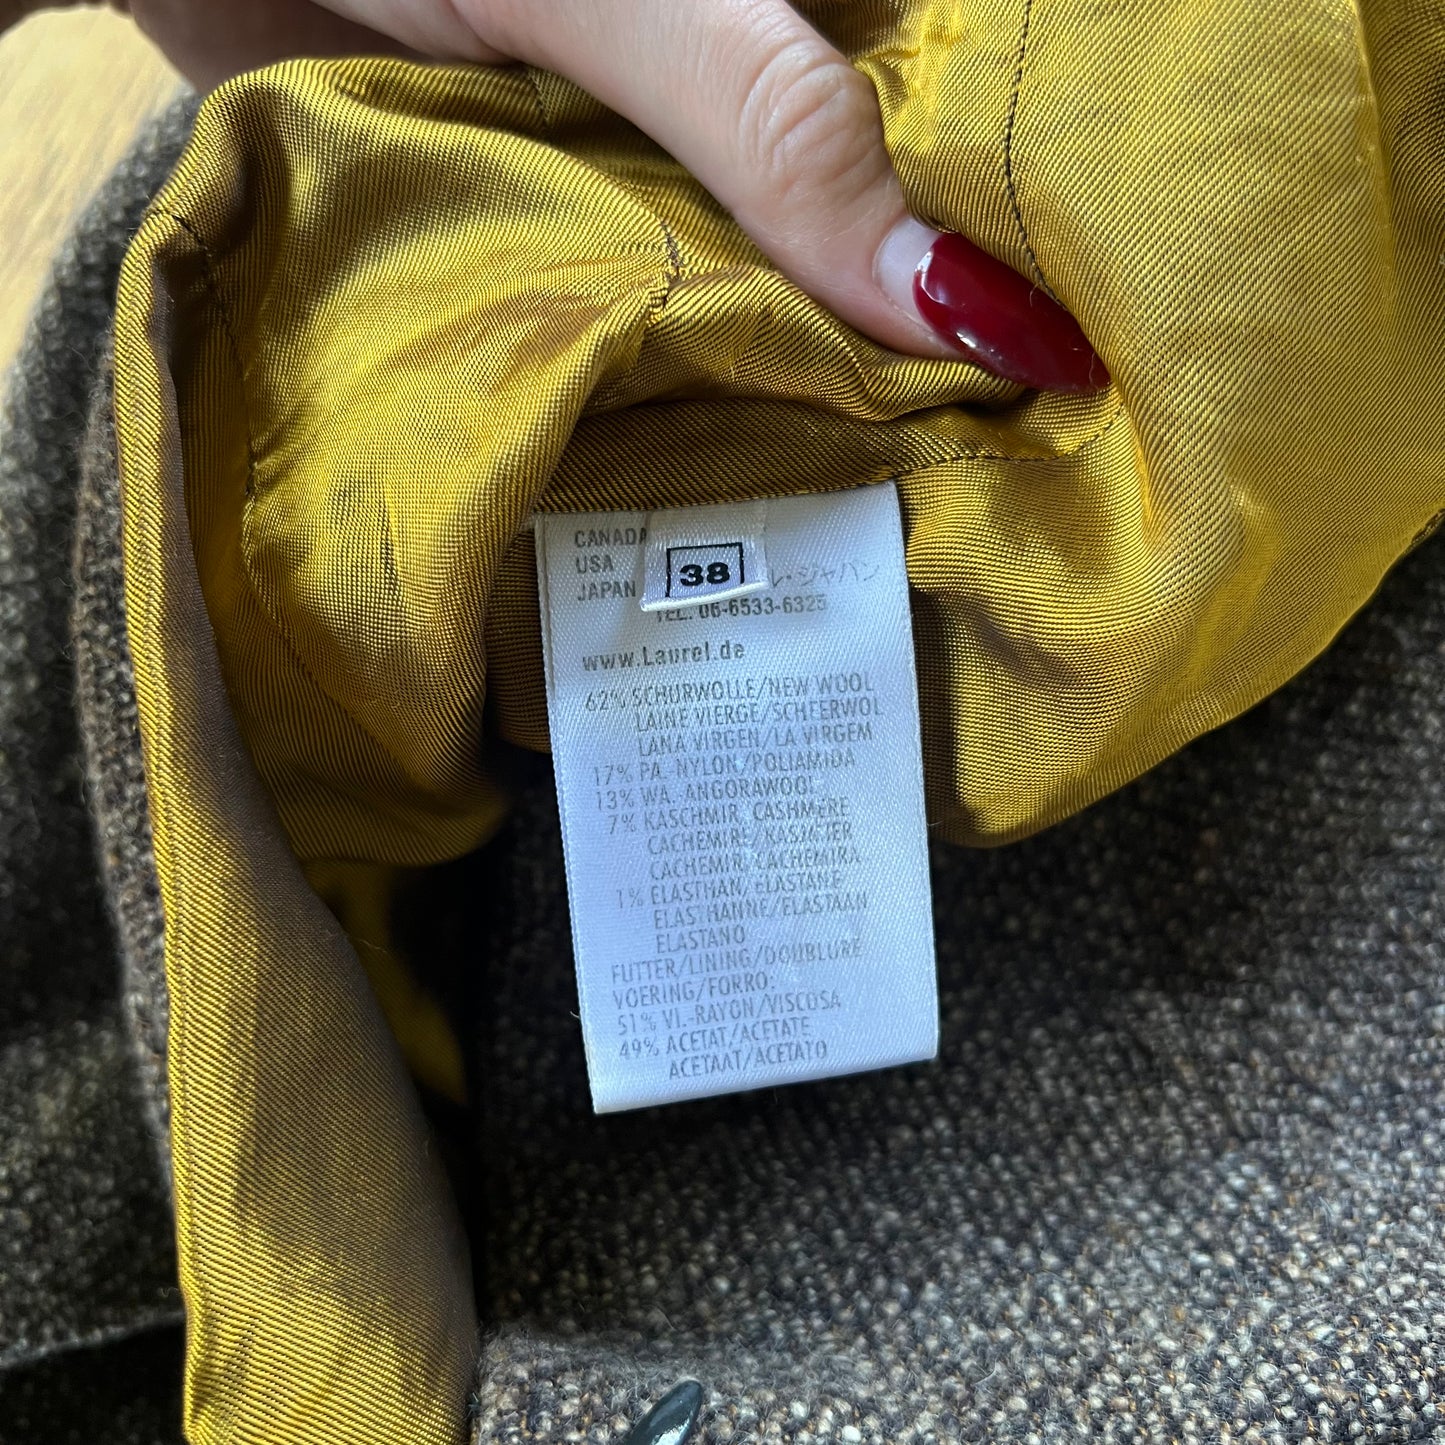 CANADA
USA
JAPAN
38
ル・ジャパン
TEL. 06-6533-6325
www.Laurel.de
62% SCHURWOLLE/NEW WOOL
LAINE VIERGE/SCHEERWOL
LANA VIRGEN/LA VIRGEM
17% PA.-NYLON/POLIAMIDA
13% WA.-ANGORAWOOL
7% KASCHMIR, CASHMERE
CACHEMIRE/KASJMIER
CACHEMIR, CACHEMIRA
1% ELASTHAN/ELASTANE
ELASTHANNE/ELASTAAN
ELASTANO
FUTTER/LINING/DOUBLURE
VOERING/FORRO:
51% VI.-RAYON/VISCOSA
49% ACETAT/ACETATE
ACETAAT/ACETATO